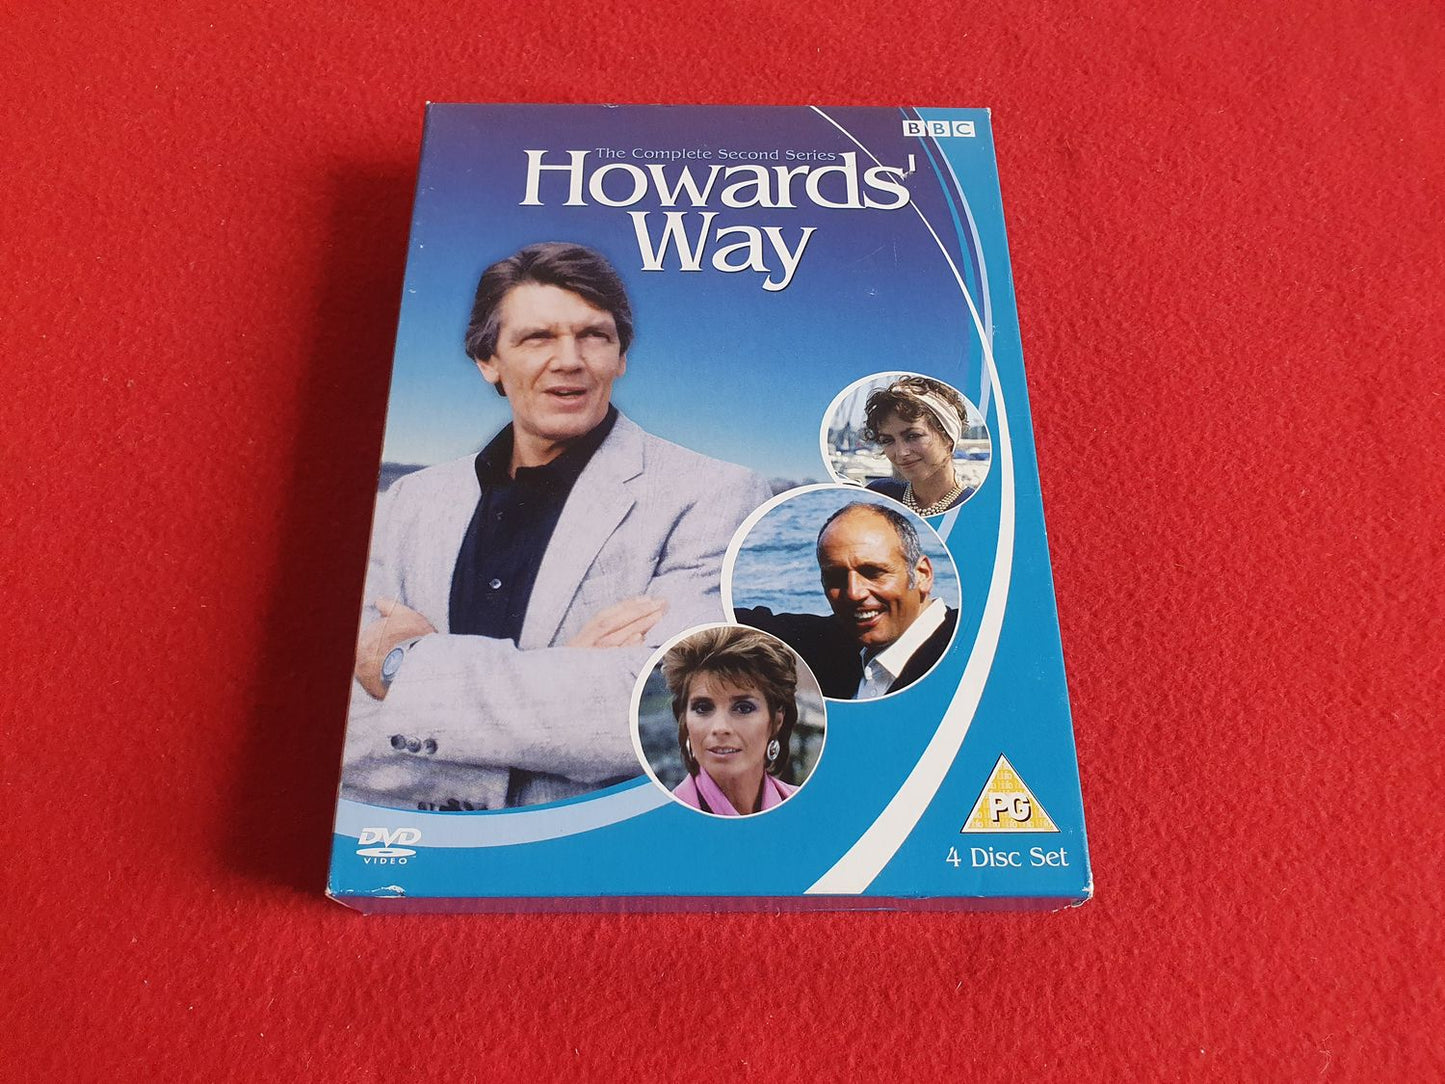 BBC
The Complete Second Series
Howards'
Way
PG
DVD
VIDEO
4 Disc Set